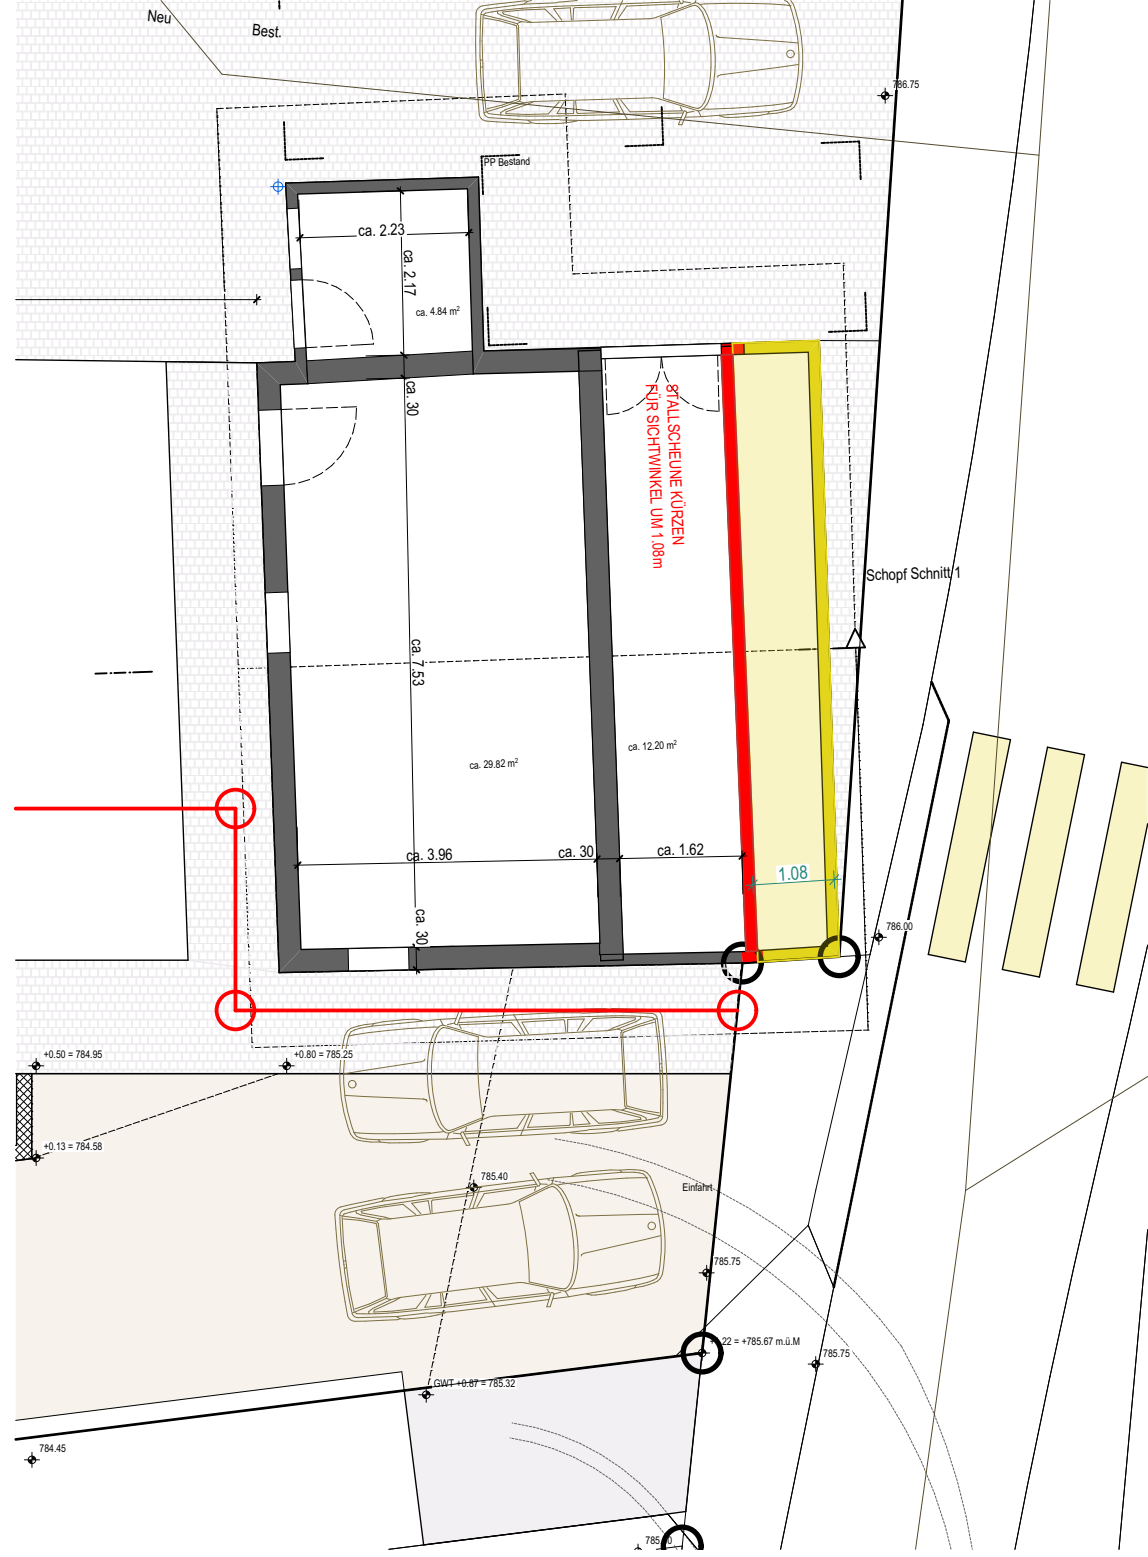 Neu
Best.
786.75
PP Bestand
ca. 2.23
ca. 2.17
ca. 4.84 m²
ca. 30
STALLSCHEUNE KÜRZEN
FÜR SICHTWINKEL UM 1.08m
Schopf Schnitt 1
ca. 7.53
ca. 29.82 m²
ca. 12.20 m²
ca. 3.96
ca. 30
ca. 1.62
1.08
ca. 30
786.00
+0.50 = 784.95
+0.80 = 785.25
+0.13 = 784.58
785.40
Einfahrt
785.75
22 = +785.67 m.ü.M
785.75
GWT +0.87 = 785.32
784.45